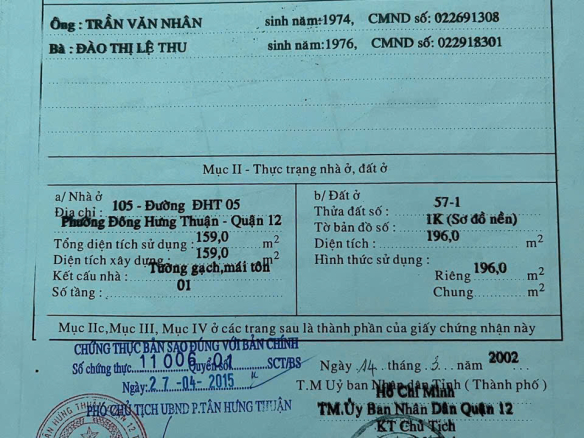 Ông : TRẦN VĂN NHÂN sinh năm:1974, CMND số: 022691308
Bà : ĐÀO THỊ LỆ THU sinh năm:1976, CMND số: 022918301
Mục II - Thực trạng nhà ở, đất ở
a/ Nhà ở
105 - Đường ĐHT 05
Địa chỉ :
Phường Đông Hưng Thuận - Quận 12
Tổng diện tích sử dụng : 159,0 m2
Diện tích xây dựng : 159,0 m2
Kết cấu nhà : Tường gạch,mái tôn
Số tầng : 01
b/ Đất ở
Thửa đất số : 57-1
Tờ bản đồ số : 1K (Sơ đồ nền)
Diện tích : 196,0 m2
Hình thức sử dụng :
Riêng 196,0 m2
Chung m2
Mục IIc,Mục III, Mục IV ở các trang sau là thành phần của giấy chứng nhận này
CHỨNG THỰC BẢN SAO ĐÚNG VỚI BẢN CHÍNH
Số chứng thực 11006 Quyển số 01 SCT/BS
Ngày 27 -04- 2015
PHÓ CHỦ TỊCH UBND P.TÂN HƯNG THUẬN
Ngày 14 tháng 3 năm 2002
T.M Uỷ ban Nhân dân Tỉnh ( Thành phố )
Hồ Chí Minh
TM.Ủy Ban Nhân Dân Quận 12
KT Chủ Tịch